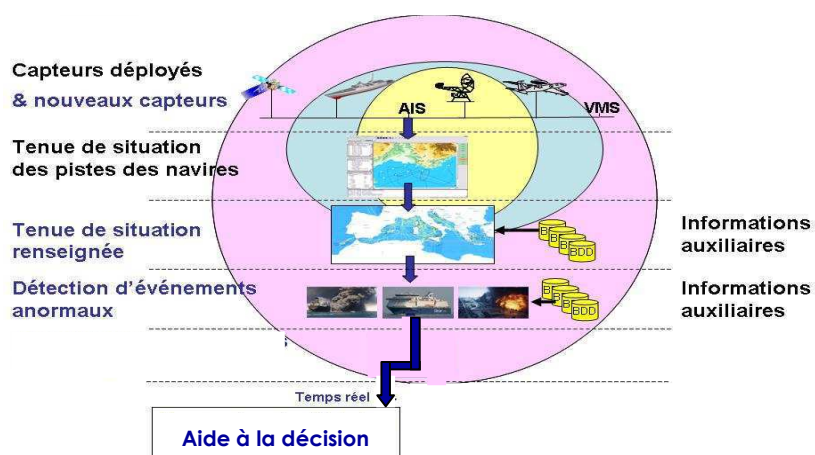 Capteurs déployés
& nouveaux capteurs
AIS
VMS
Tenue de situation
des pistes des navires
Tenue de situation
renseignée
Informations
auxiliaires
BDD
Détection d'événements
anormaux
Informations
auxiliaires
BDD
Temps réel
Aide à la décision